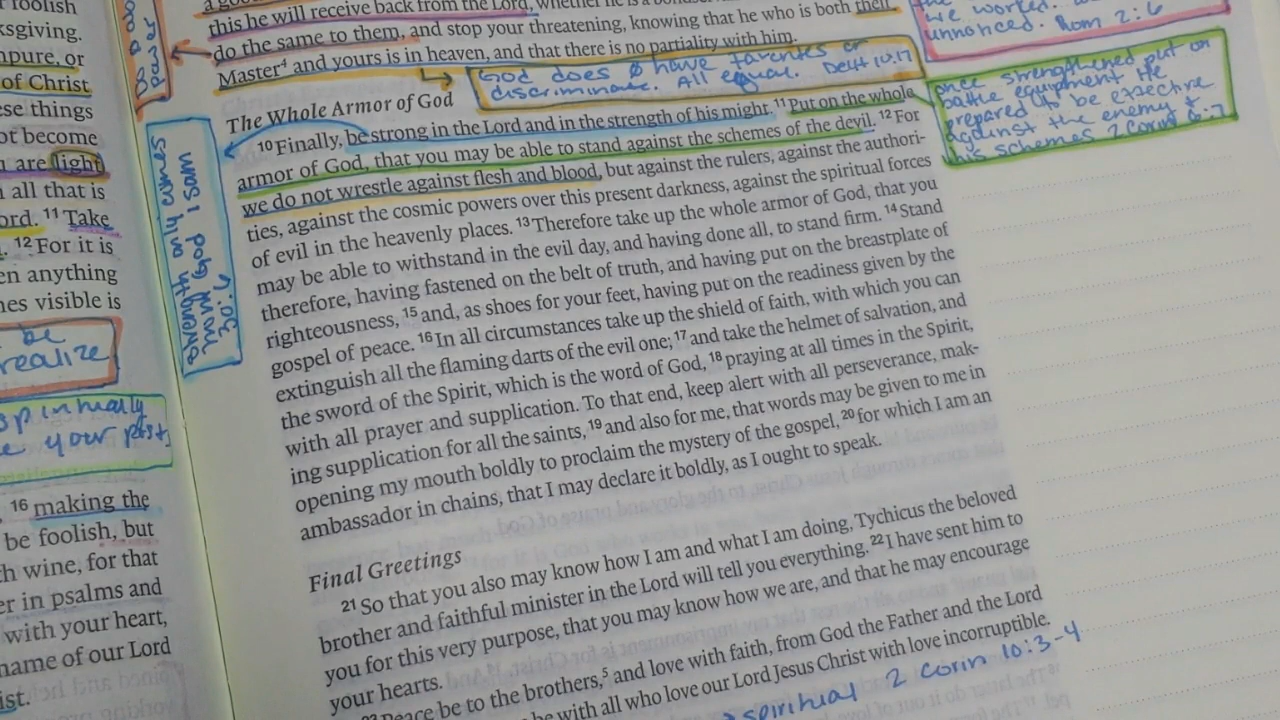 foolish
ksgiving.
mpure, or
of Christ
ese things
ot become
are light
all that is
ord. 11 Take
12 For it is
en anything
nes visible is
be
realize
spiritually
your past
16 making the
be foolish, but
ch wine, for that
er in psalms and
with your heart,
name of our Lord
ist.
this he will receive back from the Lord, whether he is a
do the same to them, and stop your threatening, knowing that he who is both their
Master4 and yours is in heaven, and that there is no partiality with him.
God does ∅ have favorites or
discriminate. All equal. Deut 10:17
unnoticed. Rom 2:6
The Whole Armor of God
10 Finally, be strong in the Lord and in the strength of his might. 11 Put on the whole
armor of God, that you may be able to stand against the schemes of the devil. 12 For
we do not wrestle against flesh and blood, but against the rulers, against the authori-
ties, against the cosmic powers over this present darkness, against the spiritual forces
of evil in the heavenly places. 13 Therefore take up the whole armor of God, that you
may be able to withstand in the evil day, and having done all, to stand firm. 14 Stand
therefore, having fastened on the belt of truth, and having put on the breastplate of
righteousness, 15 and, as shoes for your feet, having put on the readiness given by the
gospel of peace. 16 In all circumstances take up the shield of faith, with which you can
extinguish all the flaming darts of the evil one; 17 and take the helmet of salvation, and
the sword of the Spirit, which is the word of God, 18 praying at all times in the Spirit,
with all prayer and supplication. To that end, keep alert with all perseverance, mak-
ing supplication for all the saints, 19 and also for me, that words may be given to me in
opening my mouth boldly to proclaim the mystery of the gospel, 20 for which I am an
ambassador in chains, that I may declare it boldly, as I ought to speak.
strength only comes
through God 1 Sam
30:6
once strengthened put on
battle equipment. Be
prepared to be
against the enemy &
his schemes 2 Corin 6:7
Final Greetings
21 So that you also may know how I am and what I am doing, Tychicus the beloved
brother and faithful minister in the Lord will tell you everything. 22 I have sent him to
you for this very purpose, that you may know how we are, and that he may encourage
your hearts.
23 Peace be to the brothers,5 and love with faith, from God the Father and the Lord
be with all who love our Lord Jesus Christ with love incorruptible.
spiritual 2 Corin 10:3-4